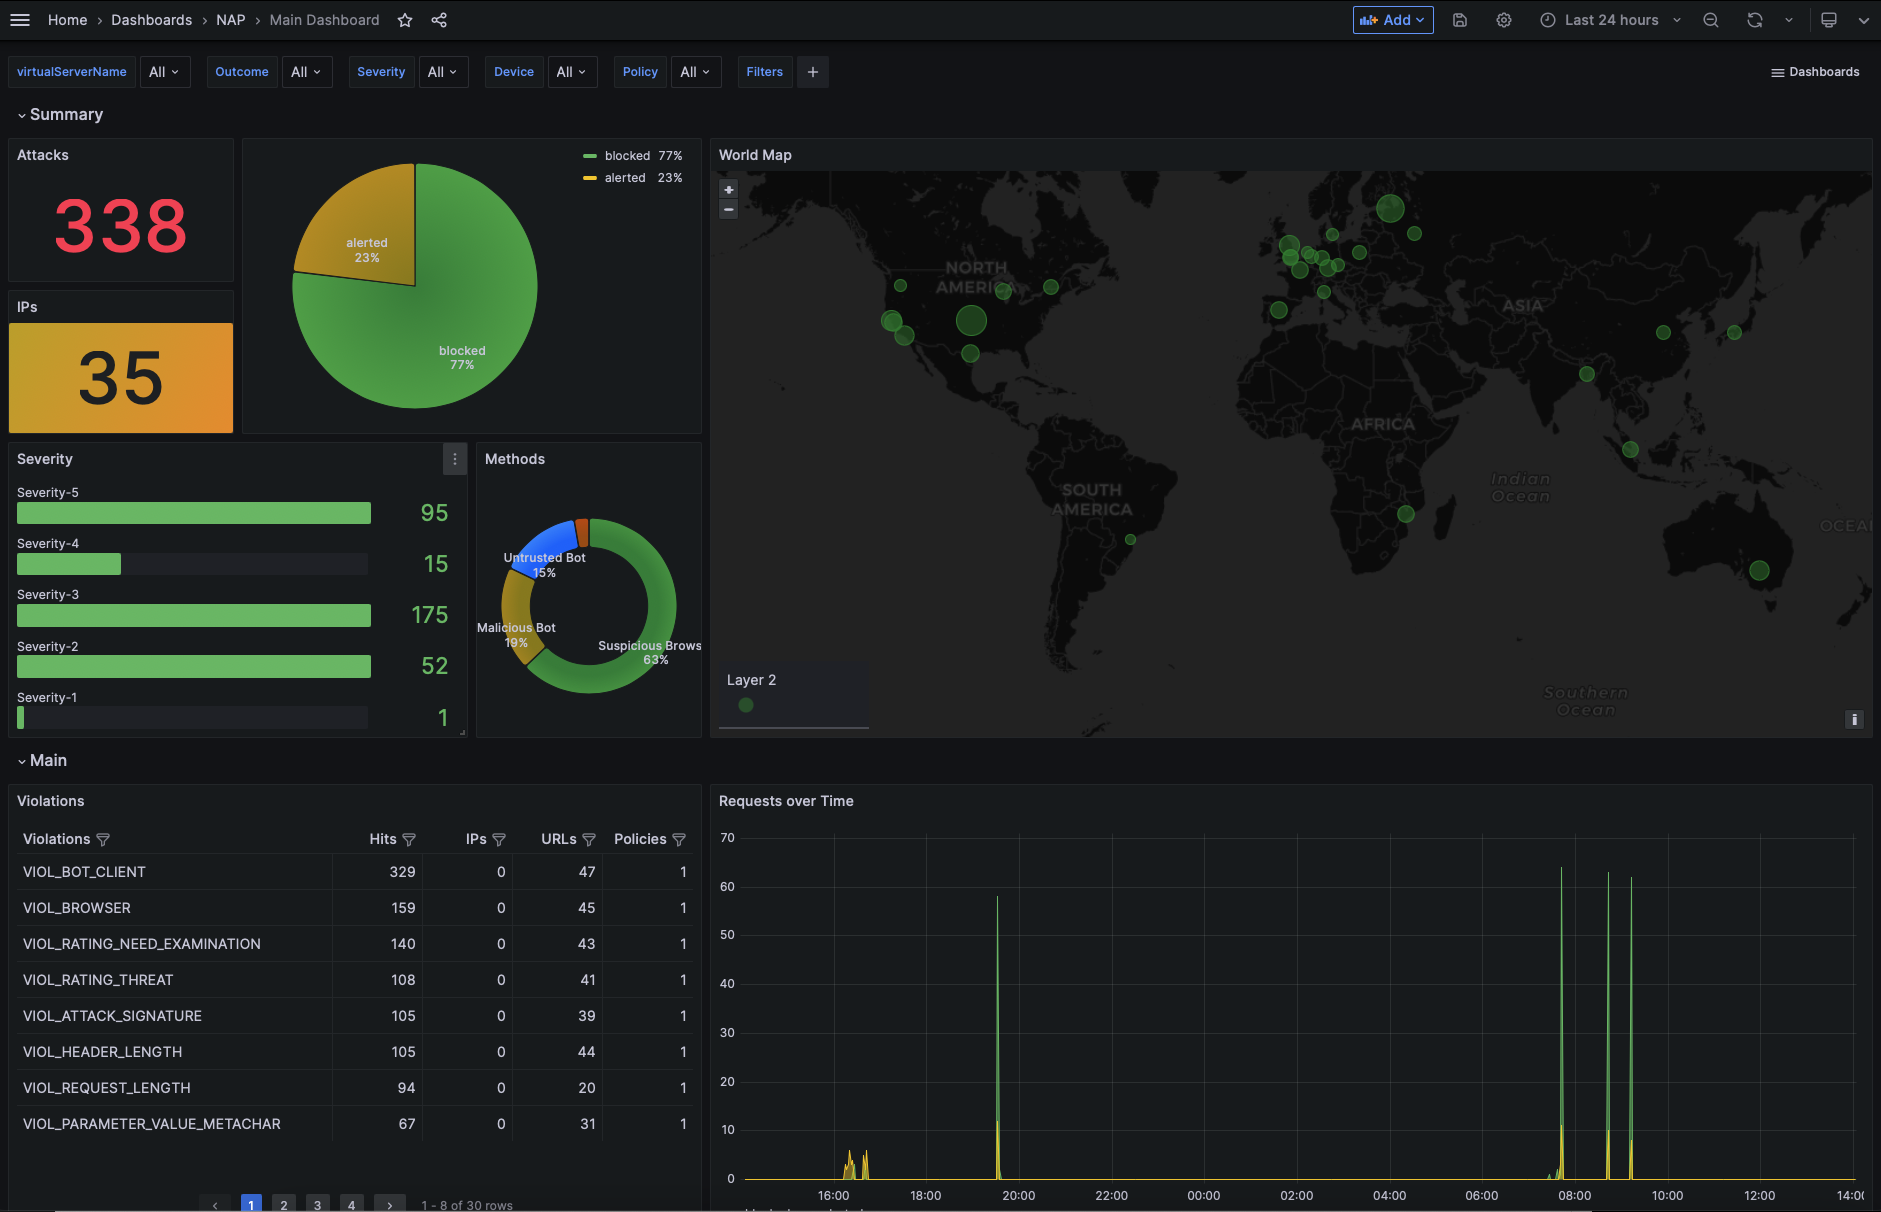 Home › Dashboards › NAP › Main Dashboard
Add
Last 24 hours
virtualServerName All
Outcome All
Severity All
Device All
Policy All
Filters +
Dashboards
Summary
Attacks
338
IPs
35
blocked 77%
alerted 23%
alerted
23%
blocked
77%
Severity
Severity-5
95
Severity-4
15
Severity-3
175
Severity-2
52
Severity-1
1
Methods
Untrusted Bot
15%
Malicious Bot
19%
Suspicious Brows
63%
World Map
+
−
NORTH
AMERICA
ASIA
AFRICA
SOUTH
AMERICA
Indian
Ocean
OCEAI
Southern
Ocean
Layer 2
i
Main
Violations
Violations Hits IPs URLs Policies
VIOL_BOT_CLIENT 329 0 47 1
VIOL_BROWSER 159 0 45 1
VIOL_RATING_NEED_EXAMINATION 140 0 43 1
VIOL_RATING_THREAT 108 0 41 1
VIOL_ATTACK_SIGNATURE 105 0 39 1
VIOL_HEADER_LENGTH 105 0 44 1
VIOL_REQUEST_LENGTH 94 0 20 1
VIOL_PARAMETER_VALUE_METACHAR 67 0 31 1
‹ 1 2 3 4 › 1 - 8 of 30 rows
Requests over Time
70
60
50
40
30
20
10
0
16:00 18:00 20:00 22:00 00:00 02:00 04:00 06:00 08:00 10:00 12:00 14:00